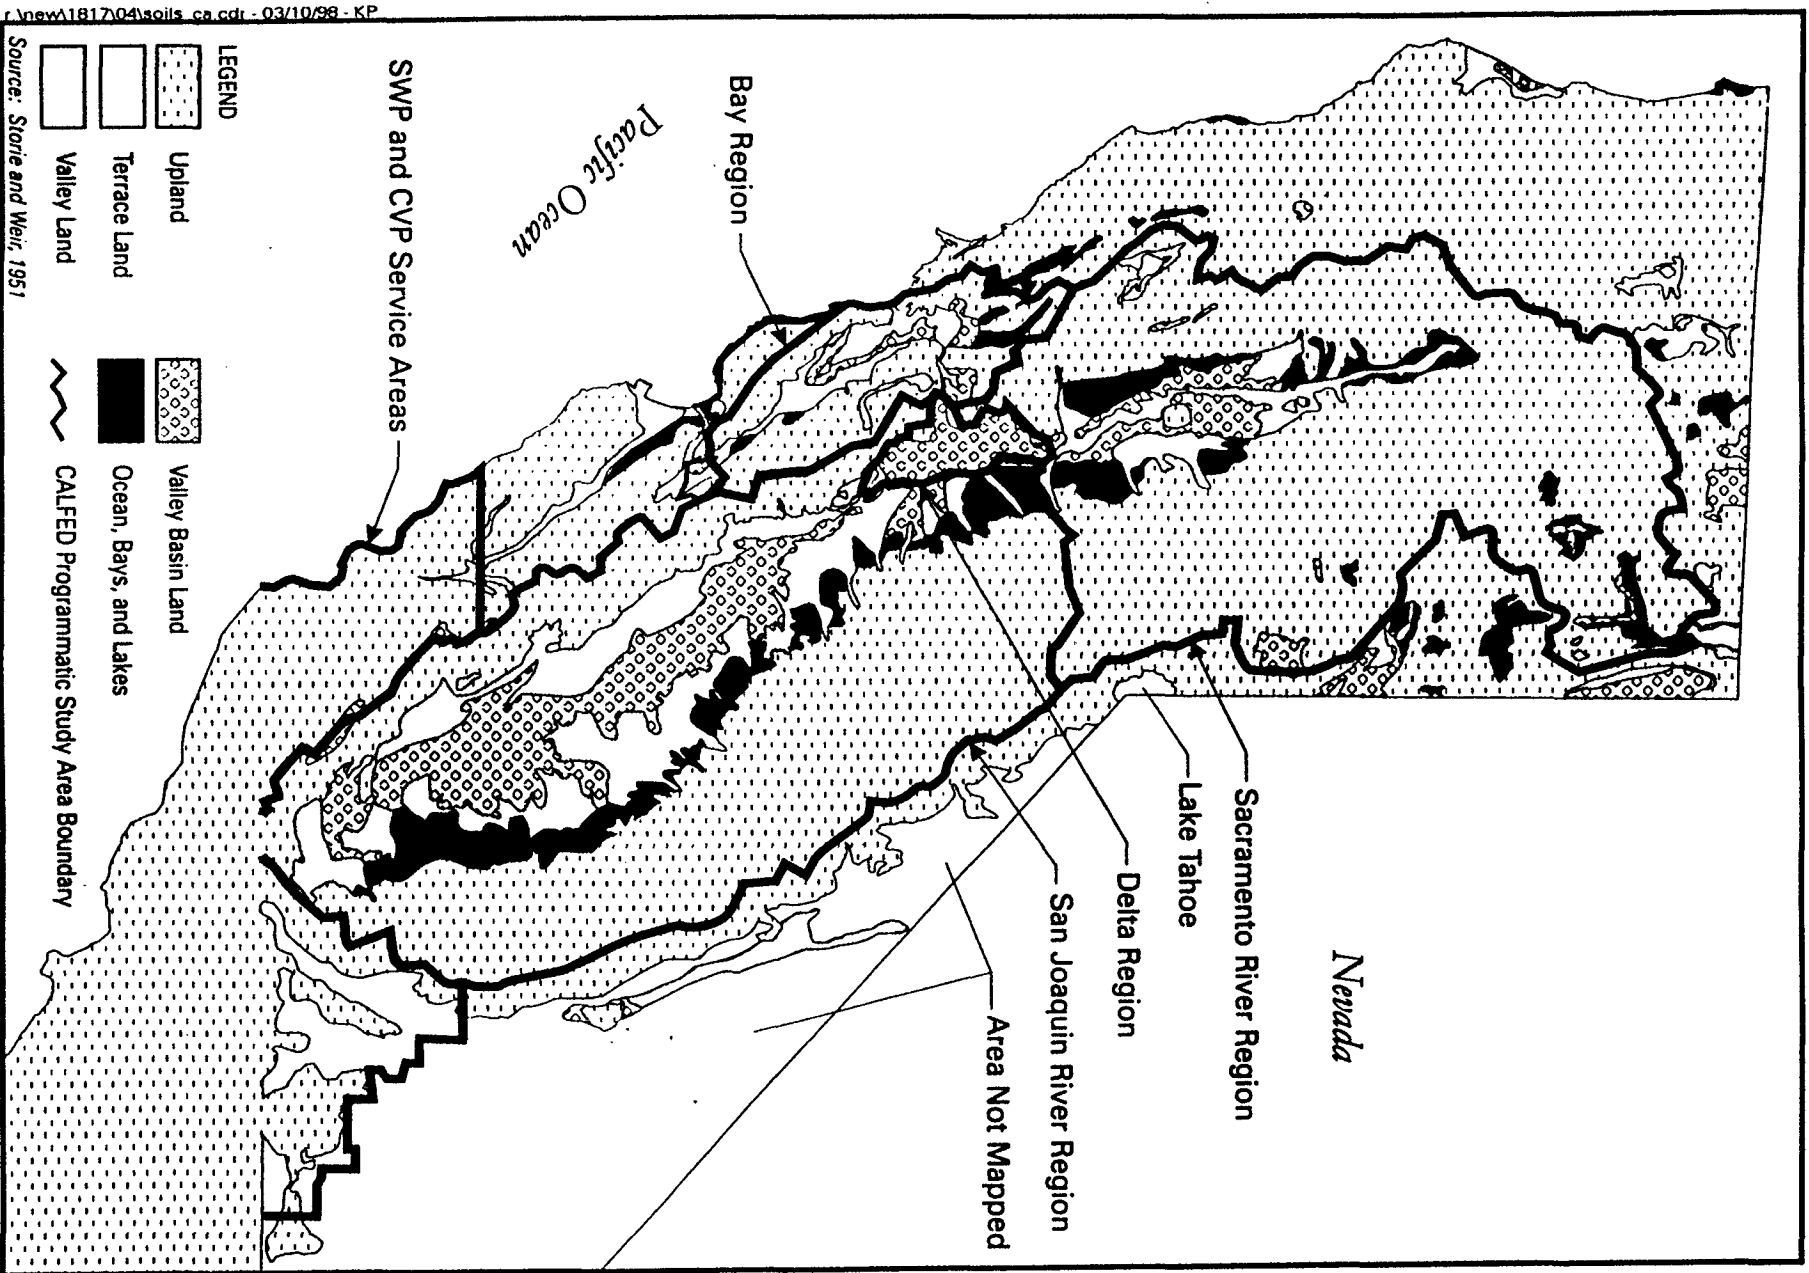 r:\new\1817\04\soils_ca.cdr - 03/10/98 - KP
Nevada
Sacramento River Region
Lake Tahoe
Delta Region
San Joaquin River Region
Area Not Mapped
Bay Region
Pacific Ocean
SWP and CVP Service Areas
LEGEND
Upland
Terrace Land
Valley Land
Valley Basin Land
Ocean, Bays, and Lakes
CALFED Programmatic Study Area Boundary
Source: Storie and Weir, 1951